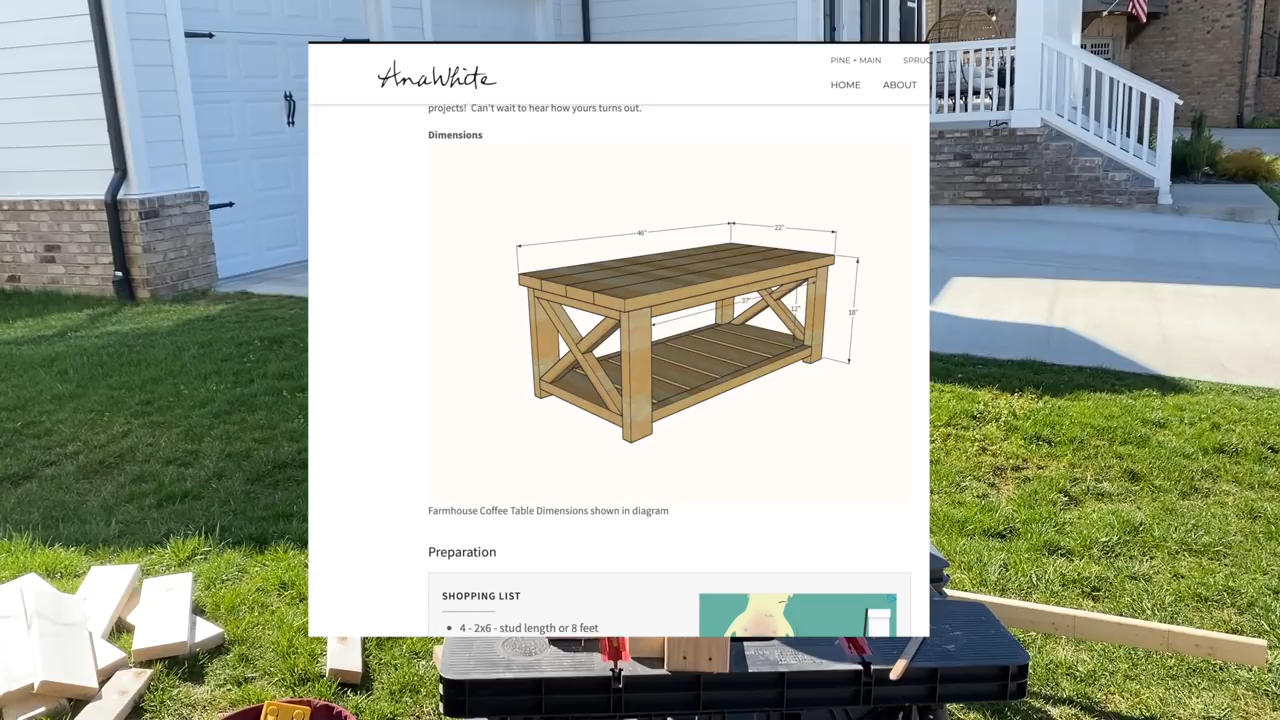 AnaWhite
PINE + MAIN
HOME ABOUT
projects! Can't wait to hear how yours turns out.
Dimensions
46"
22"
37"
12"
18"
Farmhouse Coffee Table Dimensions shown in diagram
Preparation
SHOPPING LIST
4 - 2x6 - stud length or 8 feet